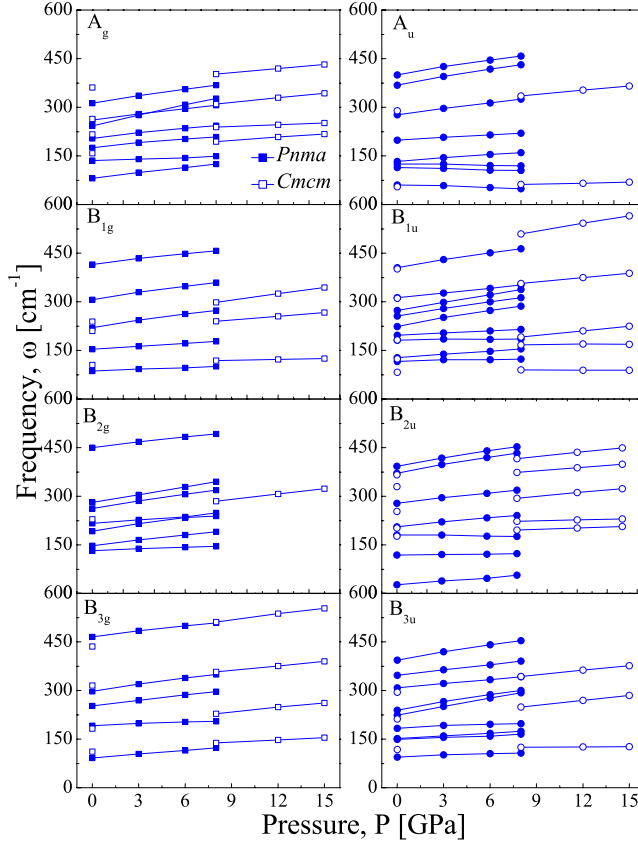 600 A_g A_u
450
300
150 Pnma
Cmcm
600
B_1g B_1u
450
300
150
600
B_2g B_2u
450
300
150
600
B_3g B_3u
450
300
150
0
0 3 6 9 12 15 0 3 6 9 12 15
Frequency, ω [cm⁻¹]
Pressure, P [GPa]